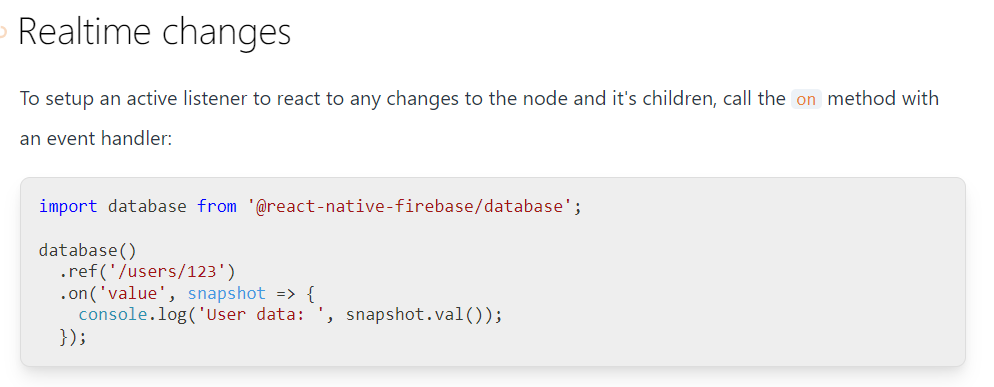 Realtime changes
To setup an active listener to react to any changes to the node and it's children, call the on method with
an event handler:
import database from '@react-native-firebase/database';
database()
  .ref('/users/123')
  .on('value', snapshot => {
    console.log('User data: ', snapshot.val());
  });